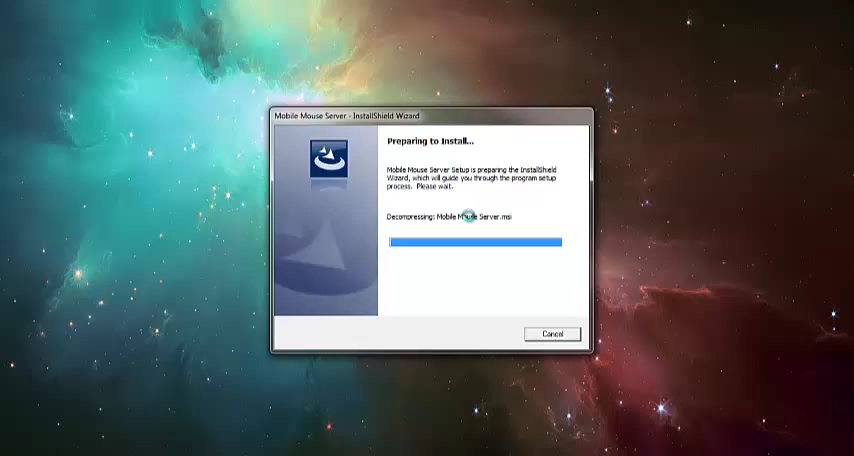 Mobile Mouse Server - InstallShield Wizard
Preparing to Install...
Mobile Mouse Server Setup is preparing the InstallShield
Wizard, which will guide you through the program setup
process. Please wait.
Decompressing: Mobile Mouse Server.msi
Cancel